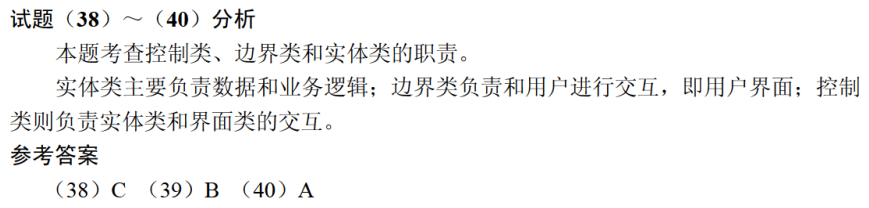 试题（38）～（40）分析
本题考查控制类、边界类和实体类的职责。
实体类主要负责数据和业务逻辑；边界类负责和用户进行交互，即用户界面；控制
类则负责实体类和界面类的交互。
参考答案
（38）C （39）B （40）A